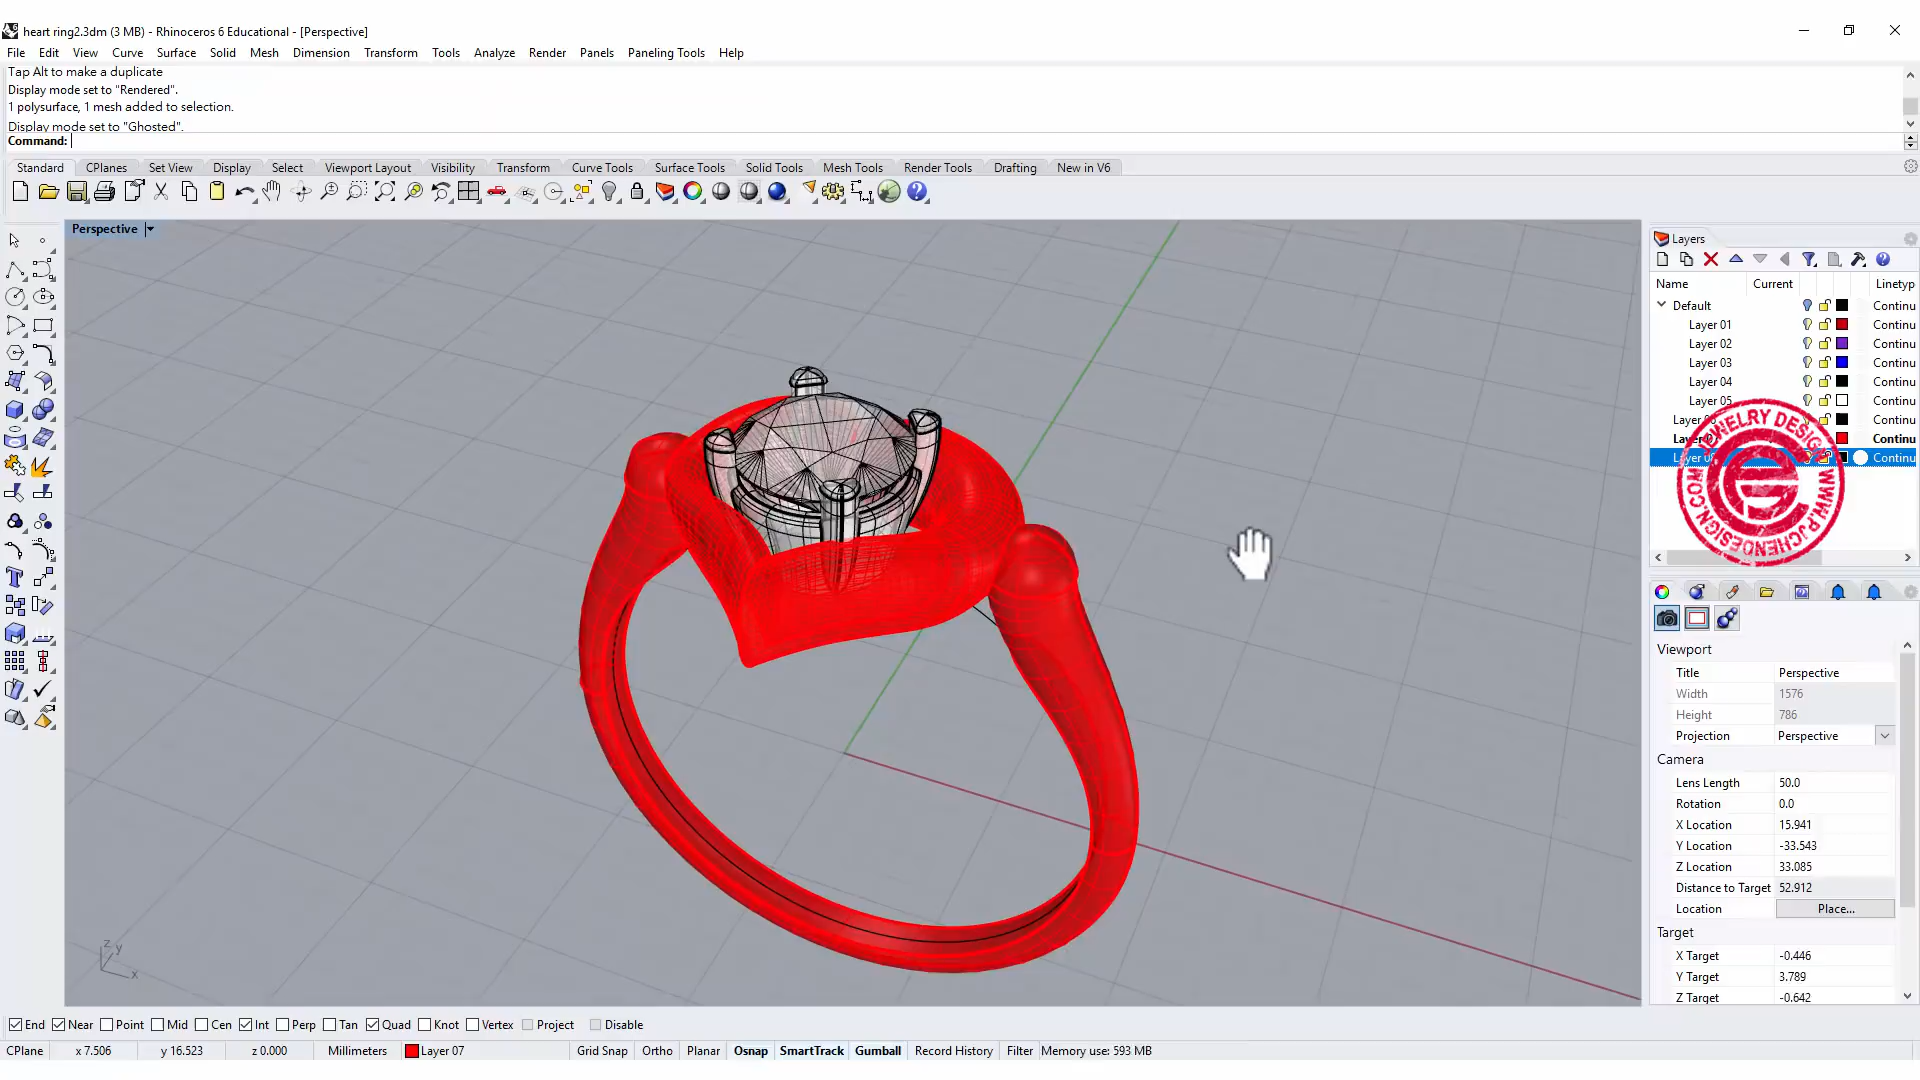 heart ring2.3dm (3 MB) - Rhinoceros 6 Educational - [Perspective]
File Edit View Curve Surface Solid Mesh Dimension Transform Tools Analyze Render Panels Paneling Tools Help
Tap Alt to make a duplicate
Display mode set to "Rendered".
1 polysurface, 1 mesh added to selection.
Display mode set to "Ghosted".
Command:
Standard CPlanes Set View Display Select Viewport Layout Visibility Transform Curve Tools Surface Tools Solid Tools Mesh Tools Render Tools Drafting New in V6
Perspective
Layers
Name Current Linetyp
Default Continu
Layer 01 Continu
Layer 02 Continu
Layer 03 Continu
Layer 04 Continu
Layer 05 Continu
Continu
Continu
Continu
JEWELRY DESIGN
WWW.PJCHENDESIGN.COM
Viewport
Title Perspective
Width 1576
Height 786
Projection Perspective
Camera
Lens Length 50.0
Rotation 0.0
X Location 15.941
Y Location -33.543
Z Location 33.085
Distance to Target 52.912
Location Place...
Target
X Target -0.446
Y Target 3.789
Z Target -0.642
z y x
End Near Point Mid Cen Int Perp Tan Quad Knot Vertex Project Disable
CPlane x 7.506 y 16.523 z 0.000 Millimeters Layer 07 Grid Snap Ortho Planar Osnap SmartTrack Gumball Record History Filter Memory use: 593 MB